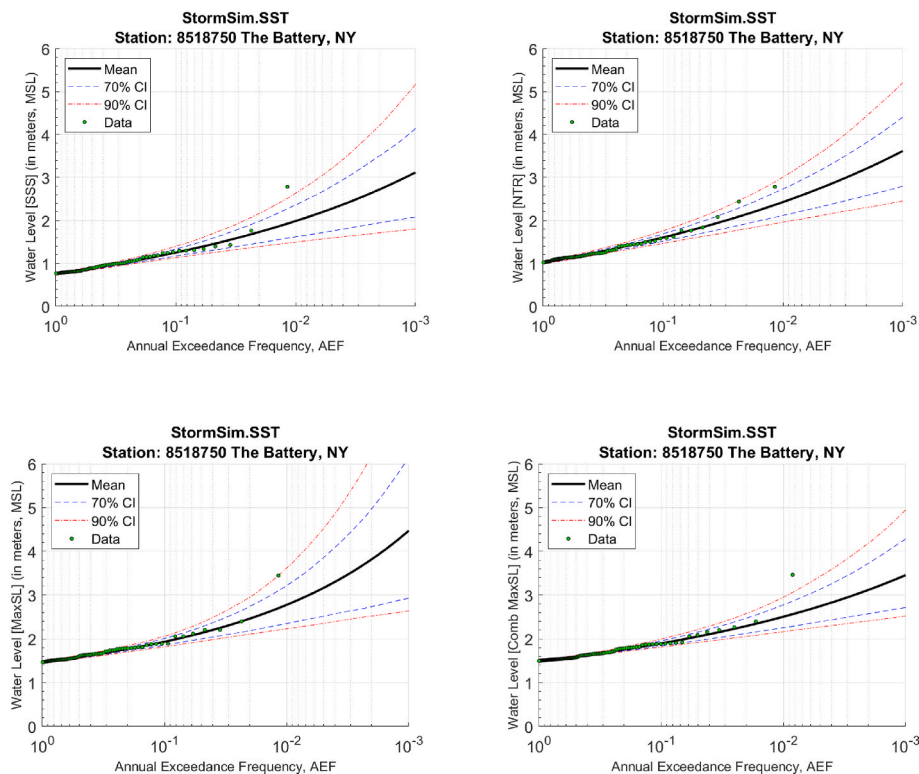 StormSim.SST
Station: 8518750 The Battery, NY
Water Level [SSS] (in meters, MSL)
6
5
4
3
2
1
0
Mean
70% CI
90% CI
Data
10^0
10^-1
10^-2
10^-3
Annual Exceedance Frequency, AEF
StormSim.SST
Station: 8518750 The Battery, NY
Water Level [NTR] (in meters, MSL)
6
5
4
3
2
1
0
Mean
70% CI
90% CI
Data
10^0
10^-1
10^-2
10^-3
Annual Exceedance Frequency, AEF
StormSim.SST
Station: 8518750 The Battery, NY
Water Level [MaxSL] (in meters, MSL)
6
5
4
3
2
1
0
Mean
70% CI
90% CI
Data
10^0
10^-1
10^-2
10^-3
Annual Exceedance Frequency, AEF
StormSim.SST
Station: 8518750 The Battery, NY
Water Level [Comb MaxSL] (in meters, MSL)
6
5
4
3
2
1
0
Mean
70% CI
90% CI
Data
10^0
10^-1
10^-2
10^-3
Annual Exceedance Frequency, AEF